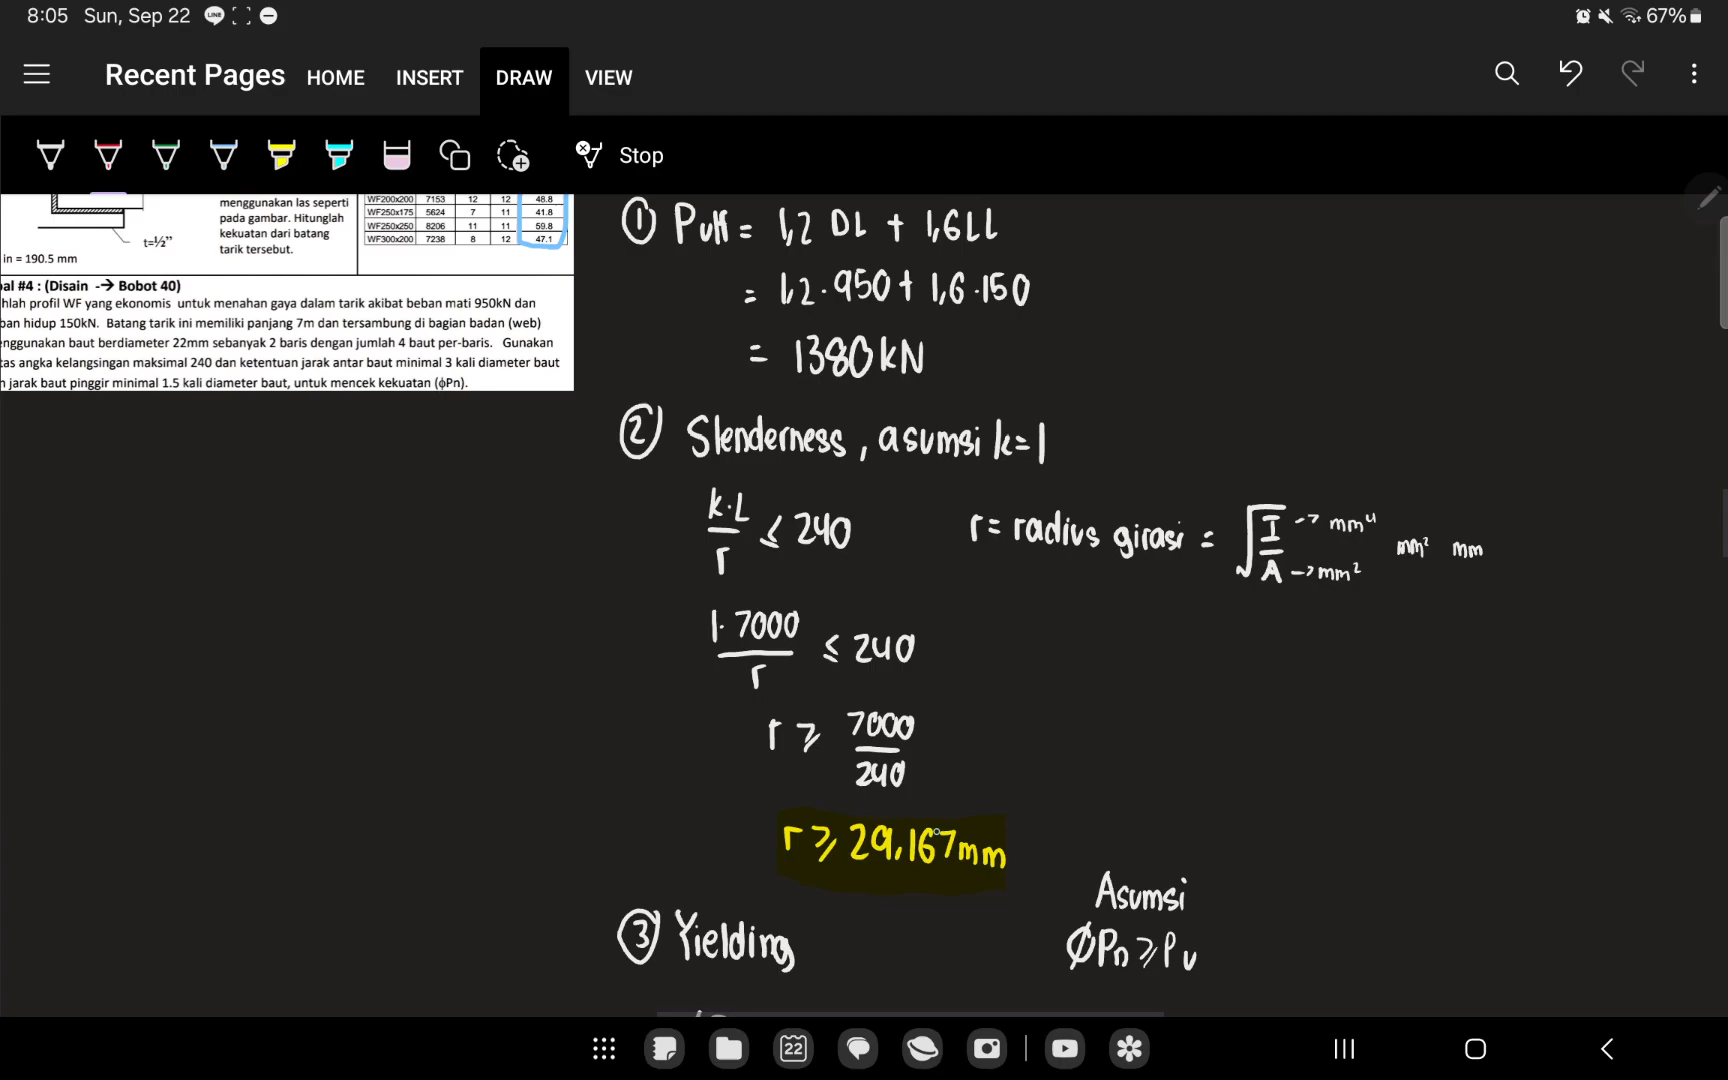 8:05 Sun, Sep 22
67%
Recent Pages HOME INSERT DRAW VIEW
Stop
menggunakan las seperti
pada gambar. Hitunglah
kekuatan dari batang
tarik tersebut.
t=½"
in = 190.5 mm
WF200x200 7153 12 12 48.8
WF250x175 5624 7 11 41.8
WF250x250 8206 11 11 59.8
WF300x200 7238 8 12 47.1
al #4 : (Disain -> Bobot 40)
hlah profil WF yang ekonomis untuk menahan gaya dalam tarik akibat beban mati 950kN dan
ban hidup 150kN. Batang tarik ini memiliki panjang 7m dan tersambung di bagian badan (web)
nggunakan baut berdiameter 22mm sebanyak 2 baris dengan jumlah 4 baut per-baris. Gunakan
tas angka kelangsingan maksimal 240 dan ketentuan jarak antar baut minimal 3 kali diameter baut
n jarak baut pinggir minimal 1.5 kali diameter baut, untuk mencek kekuatan (ϕPn).
① Pult = 1,2 DL + 1,6LL
= 1,2 . 950 + 1,6 . 150
= 1380 kN
② Slenderness, asumsi k=1
k.L/r ≤ 240
r = radius girasi = √(I/A) -> mm⁴ -> mm² mm² mm
1. 7000/r ≤ 240
r ≥ 7000/240
r ≥ 29,167mm
③ Yielding
Asumsi
ϕPn ≥ Pu
22